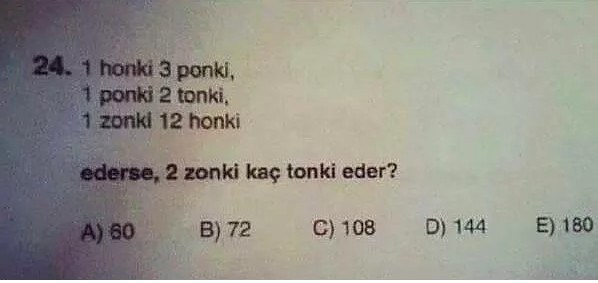 24. 1 honki 3 ponki,
1 ponki 2 tonki,
1 zonki 12 honki
ederse, 2 zonki kaç tonki eder?
A) 60 B) 72 C) 108 D) 144 E) 180